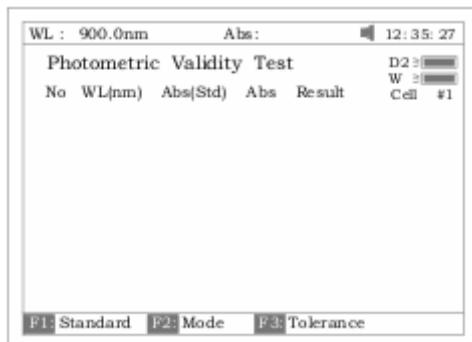 WL : 900.0nm Abs: 12: 35: 27
Photometric Validity Test D2
W
No WL(nm) Abs(Std) Abs Result Cell #1
F1: Standard F2: Mode F3: Tolerance